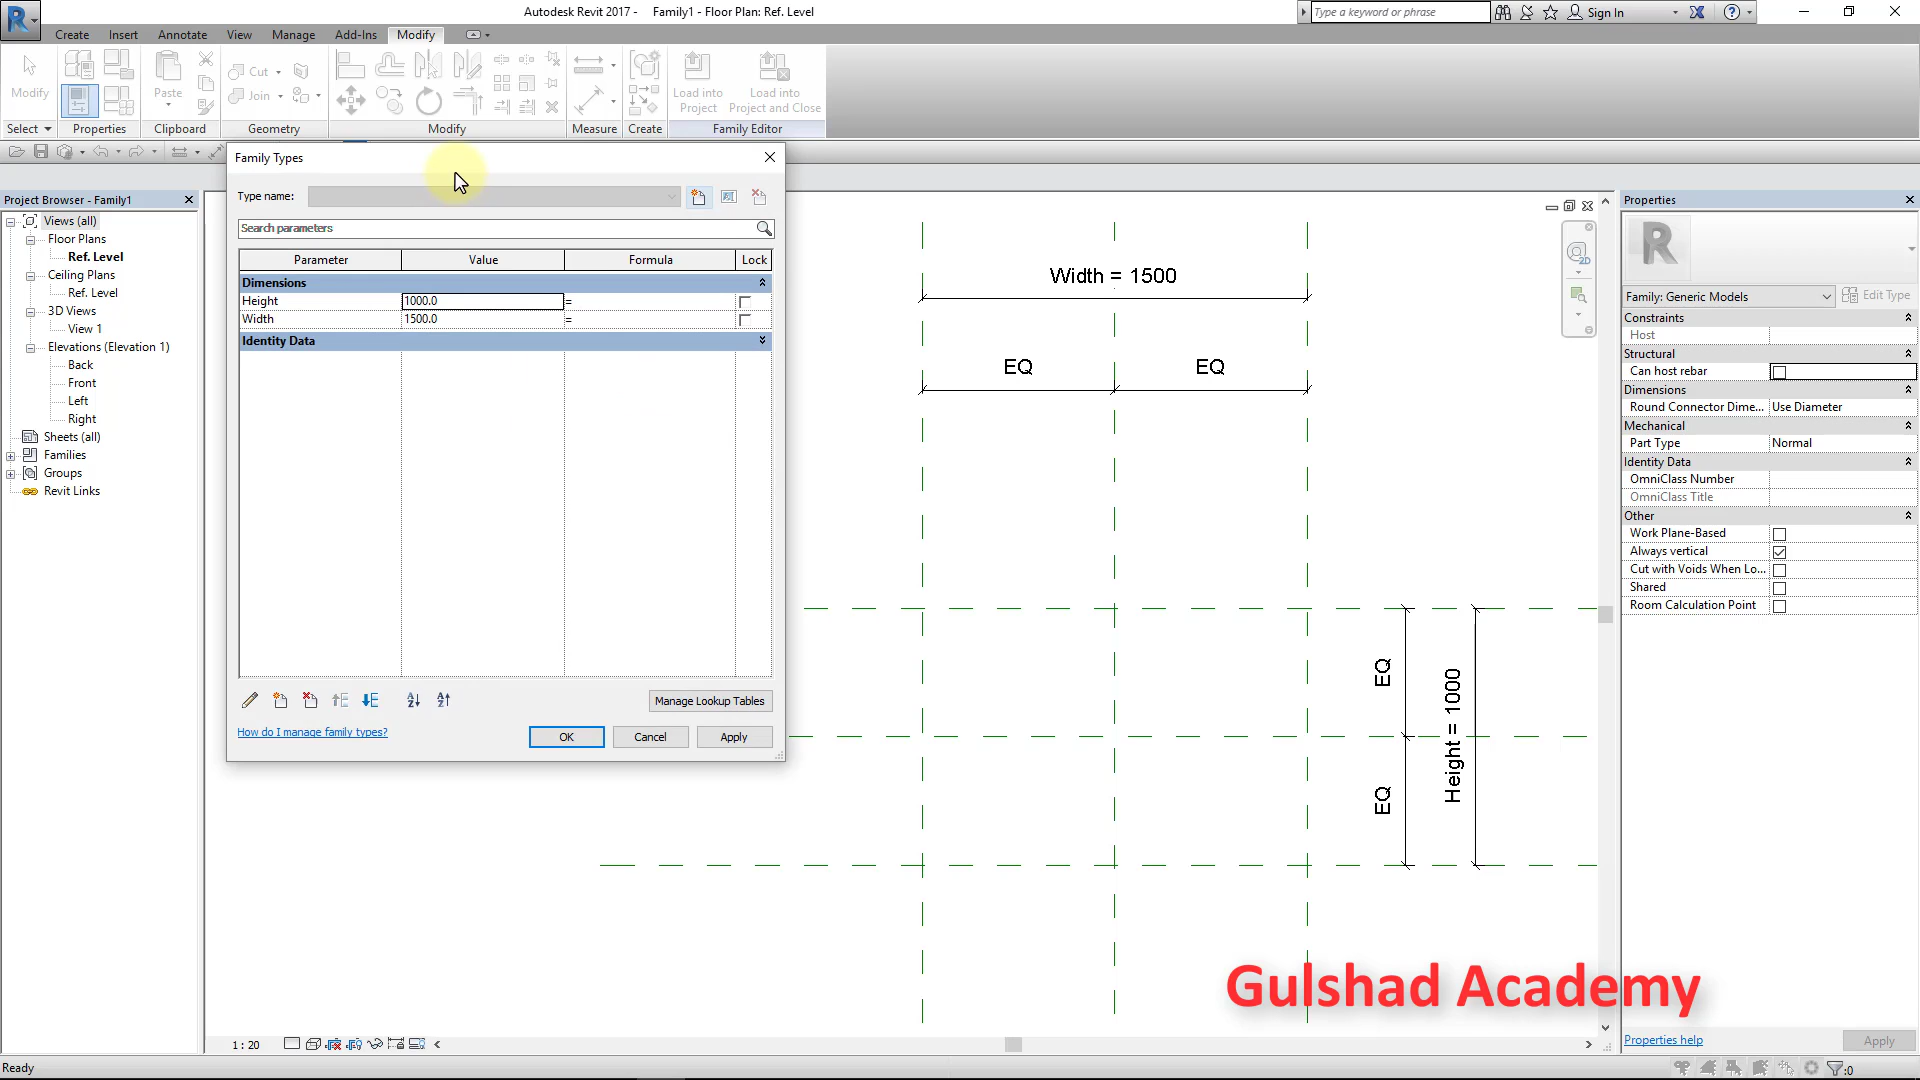 Autodesk Revit 2017 -    Family1 - Floor Plan: Ref. Level
Type a keyword or phrase
Sign In
Create Insert Annotate View Manage Add-Ins Modify
Modify
Paste
Cut
Join
Load into
Project
Load into
Project and Close
Select Properties Clipboard Geometry Modify Measure Create Family Editor
Project Browser - Family1
Views (all)
Floor Plans
Ref. Level
Ceiling Plans
Ref. Level
3D Views
View 1
Elevations (Elevation 1)
Back
Front
Left
Right
Sheets (all)
Families
Groups
Revit Links
Family Types
Type name:
Search parameters
Parameter Value Formula Lock
Dimensions
Height 1000.0 =
Width 1500.0 =
Identity Data
Manage Lookup Tables
How do I manage family types?
OK Cancel Apply
Width = 1500
EQ EQ
EQ
Height = 1000
EQ
2D
Properties
Family: Generic Models
Edit Type
Constraints
Host
Structural
Can host rebar
Dimensions
Round Connector Dime... Use Diameter
Mechanical
Part Type Normal
Identity Data
OmniClass Number
OmniClass Title
Other
Work Plane-Based
Always vertical
Cut with Voids When Lo...
Shared
Room Calculation Point
Gulshad Academy
Properties help
Apply
1 : 20
Ready
:0